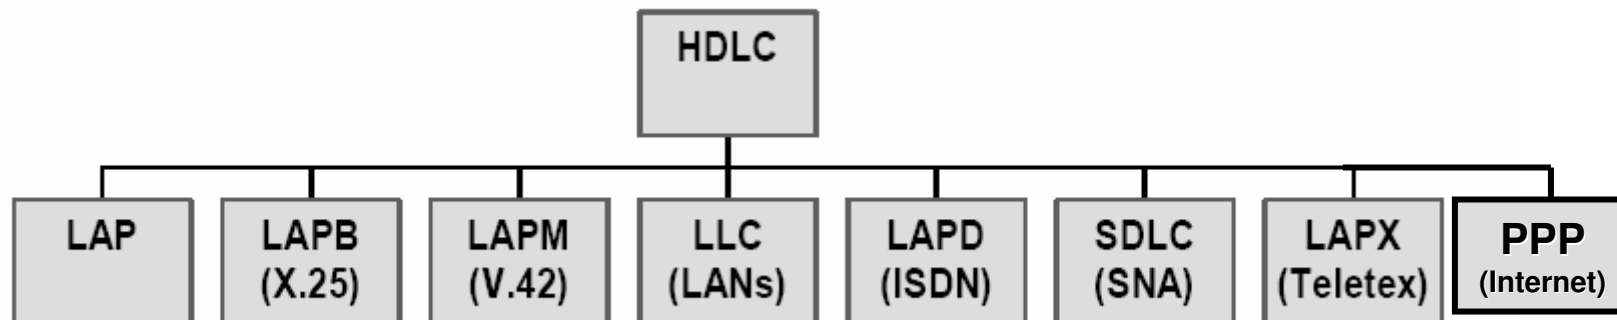 HDLC
LAP
LAPB
(X.25)
LAPM
(V.42)
LLC
(LANs)
LAPD
(ISDN)
SDLC
(SNA)
LAPX
(Teletex)
PPP
(Internet)